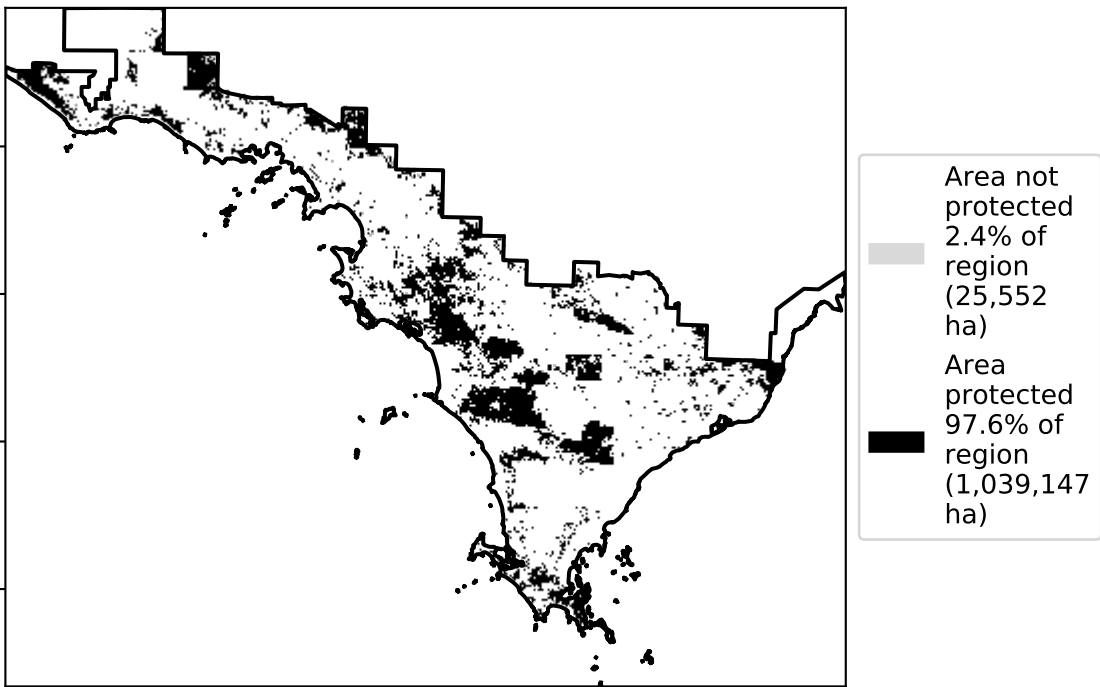 Area not
protected
2.4% of
region
(25,552
ha)
Area
protected
97.6% of
region
(1,039,147
ha)